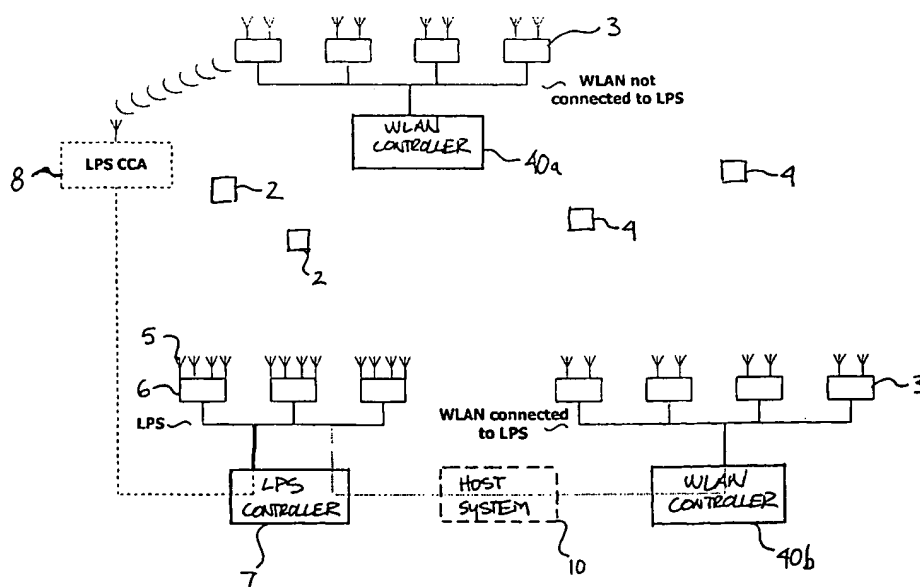 3
WLAN not
connected to LPS
WLAN
CONTROLLER
40a
LPS CCA
8
2
4
4
2
5
6
LPS
WLAN connected
to LPS
3
LPS
CONTROLLER
HOST
SYSTEM
WLAN
CONTROLLER
7
10
40b